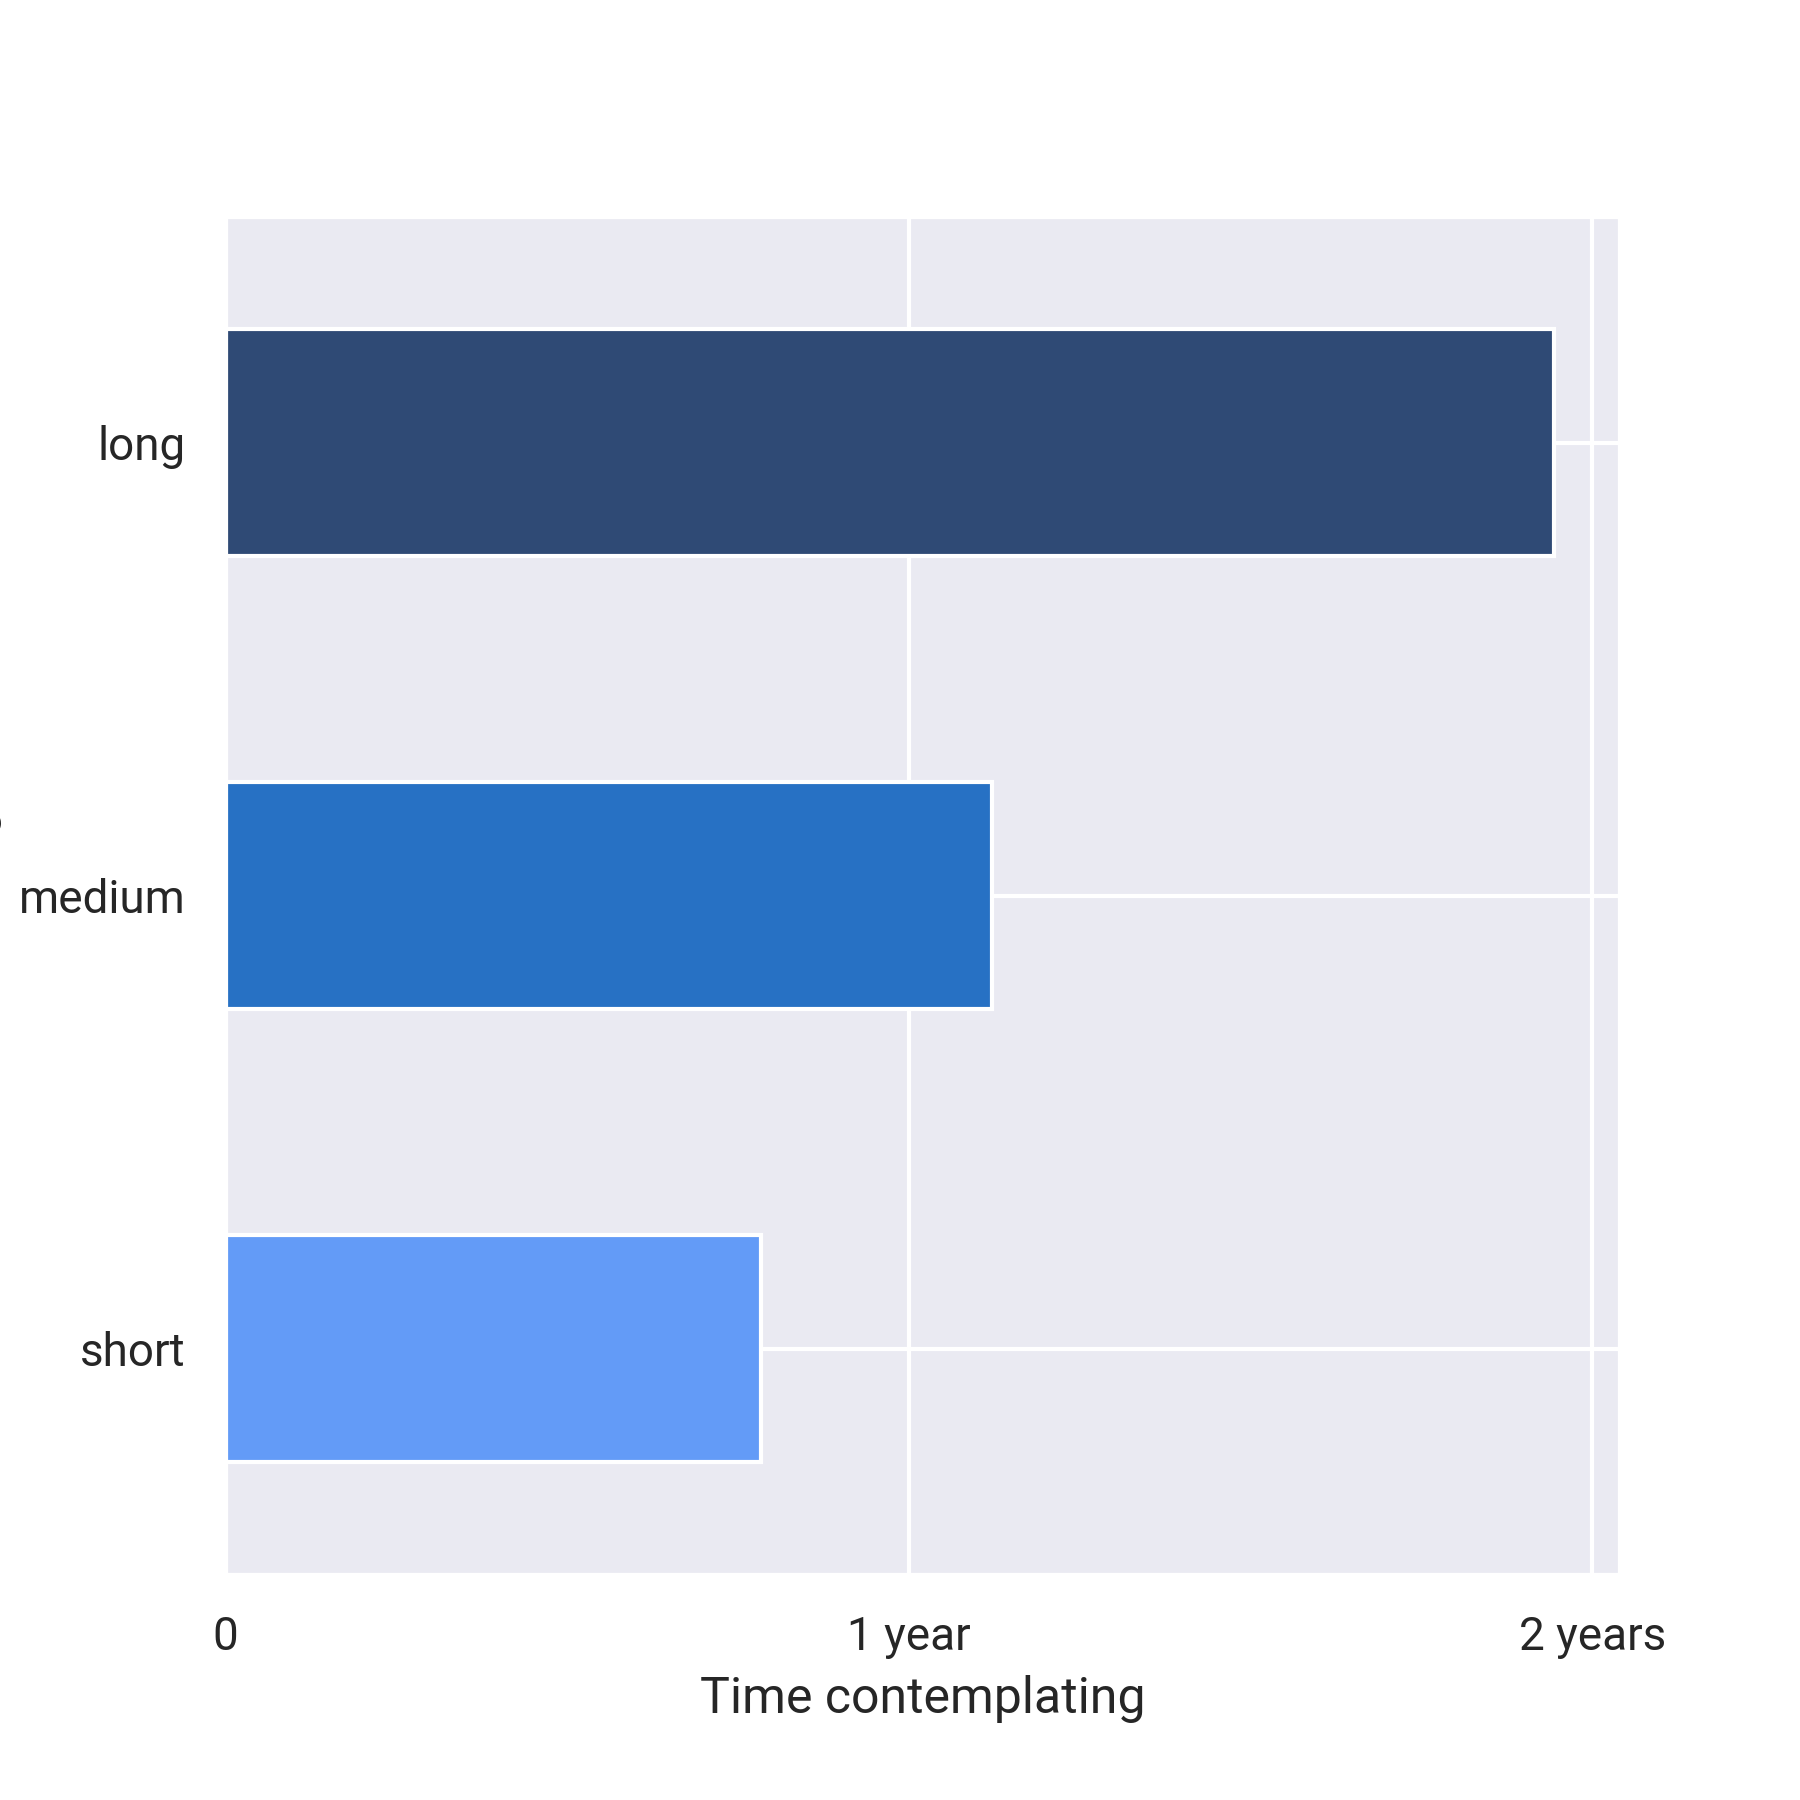 long
medium
short
0 1 year 2 years
Time contemplating